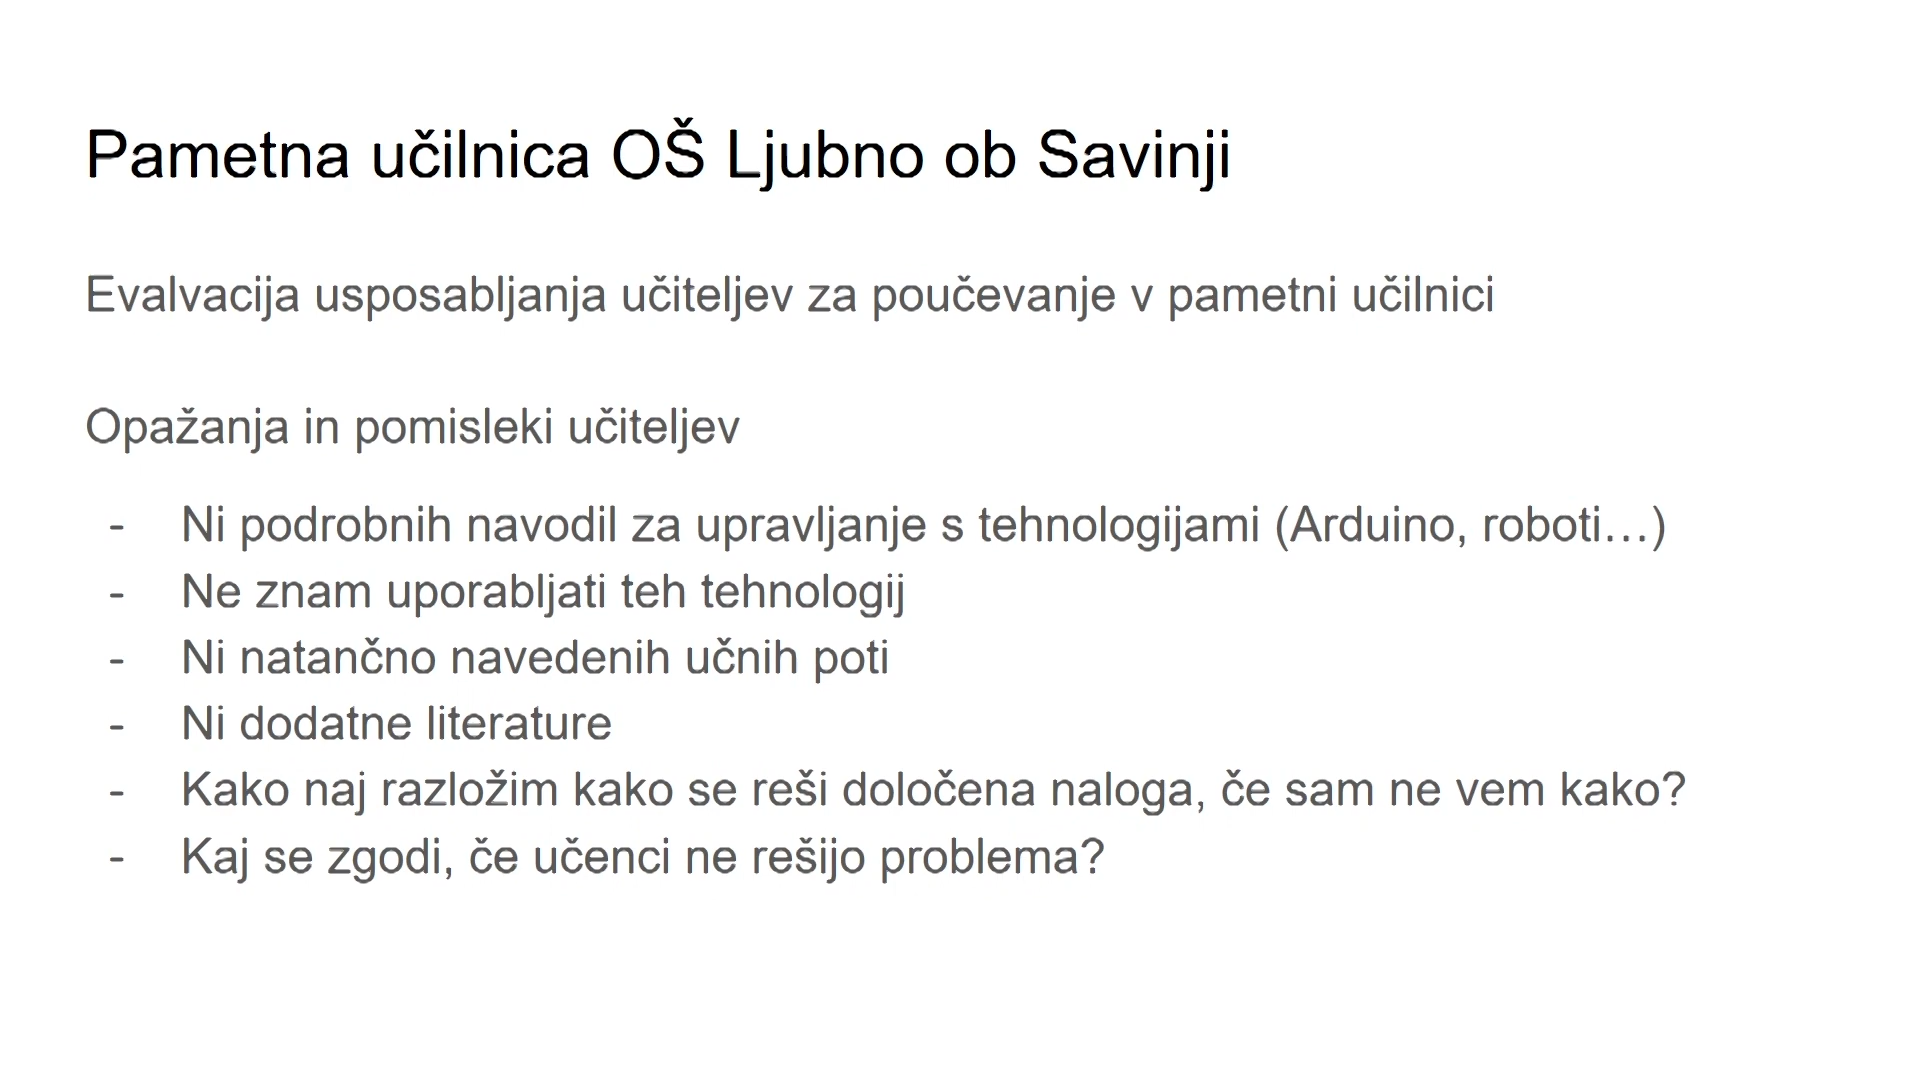 Pametna učilnica OŠ Ljubno ob Savinji
Evalvacija usposabljanja učiteljev za poučevanje v pametni učilnici
Opažanja in pomisleki učiteljev
- Ni podrobnih navodil za upravljanje s tehnologijami (Arduino, roboti…)
- Ne znam uporabljati teh tehnologij
- Ni natančno navedenih učnih poti
- Ni dodatne literature
- Kako naj razložim kako se reši določena naloga, če sam ne vem kako?
- Kaj se zgodi, če učenci ne rešijo problema?